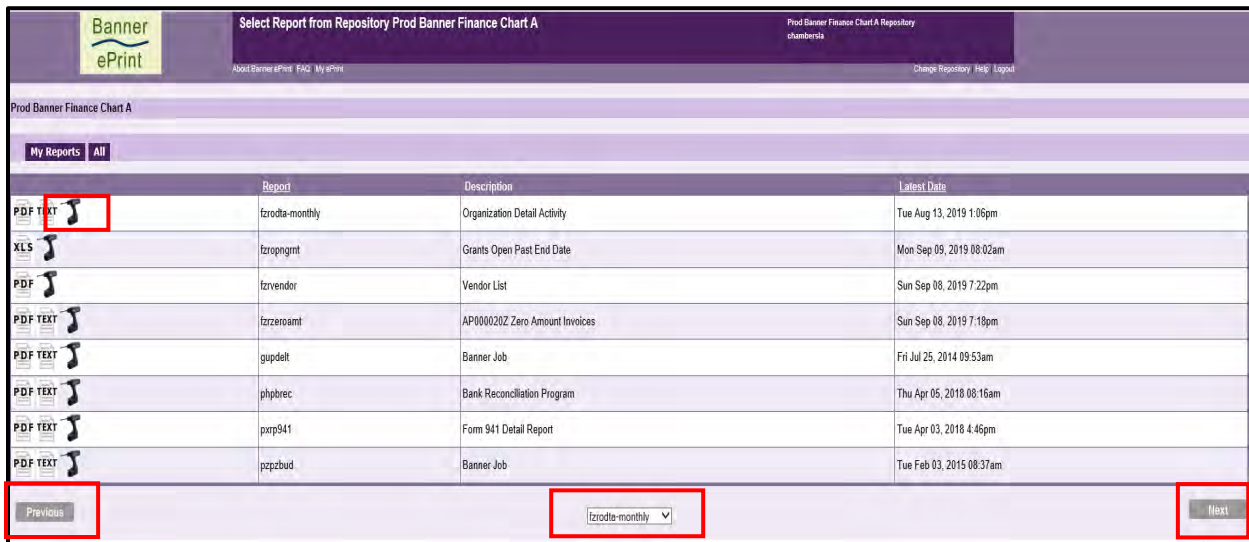 Banner
ePrint
Select Report from Repository Prod Banner Finance Chart A
Prod Banner Finance Chart A Repository
chambersla
About Banner ePrint FAQ My ePrint
Change Repository Help Logout
Prod Banner Finance Chart A
My Reports All
Report Description Latest Date
PDF TEXT fzrodta-monthly Organization Detail Activity Tue Aug 13, 2019 1:06pm
XLS fzropngrnt Grants Open Past End Date Mon Sep 09, 2019 08:02am
PDF fzrvendor Vendor List Sun Sep 08, 2019 7:22pm
PDF TEXT fzrzeroamt AP000020Z Zero Amount Invoices Sun Sep 08, 2019 7:18pm
PDF TEXT gupdelt Banner Job Fri Jul 25, 2014 09:53am
PDF TEXT phpbrec Bank Reconciliation Program Thu Apr 05, 2018 08:16am
PDF TEXT pxrp941 Form 941 Detail Report Tue Apr 03, 2018 4:46pm
PDF TEXT pzpzbud Banner Job Tue Feb 03, 2015 08:37am
Previous fzrodta-monthly Next